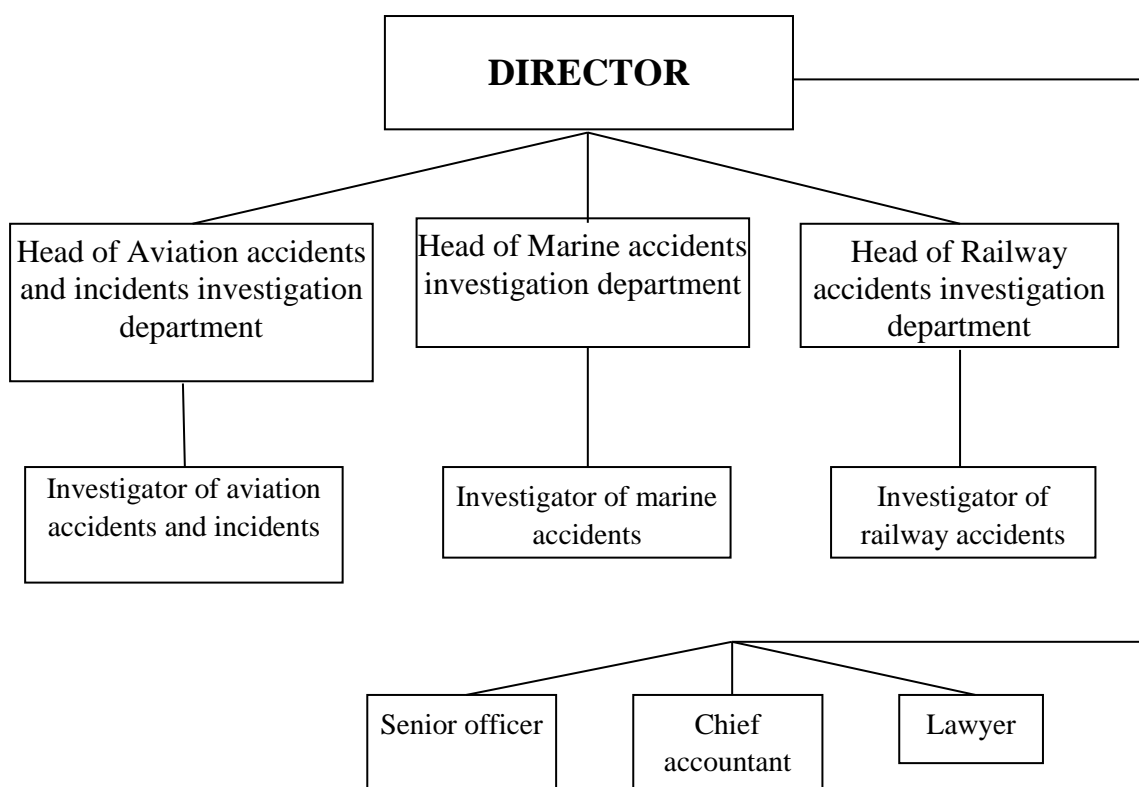 DIRECTOR
Head of Aviation accidents
and incidents investigation
department
Head of Marine accidents
investigation department
Head of Railway
accidents investigation
department
Investigator of aviation
accidents and incidents
Investigator of marine
accidents
Investigator of
railway accidents
Senior officer
Chief
accountant
Lawyer